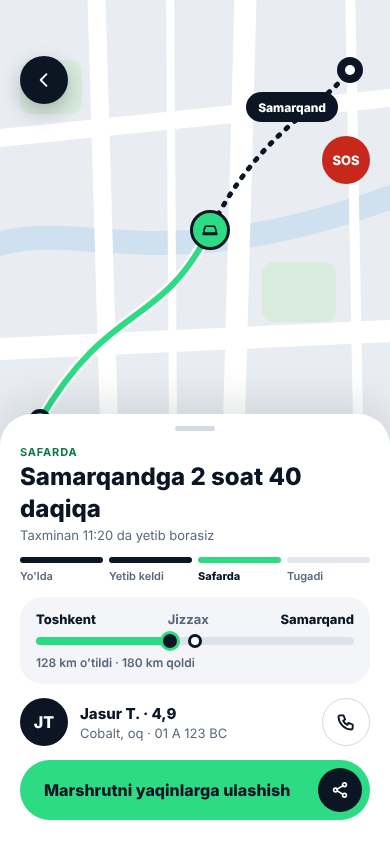 Samarqand
SOS
SAFARDA
Samarqandga 2 soat 40
daqiqa
Taxminan 11:20 da yetib borasiz
Yo'lda Yetib keldi Safarda Tugadi
Toshkent Jizzax Samarqand
128 km o'tildi · 180 km qoldi
JT
Jasur T. · 4,9
Cobalt, oq · 01 A 123 BC
Marshrutni yaqinlarga ulashish